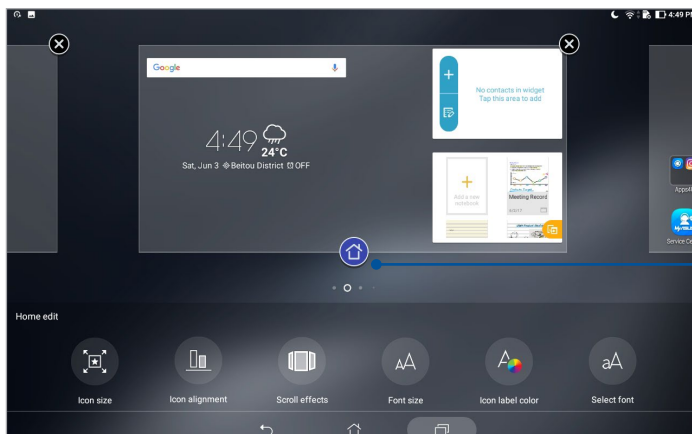 4:49 PM
Google
4:49
24°C
Sat, Jun 3 Beitou District OFF
No contacts in widget
Tap this area to add
Add a new
notebook
Meeting Record
Apps4U
Service Ce
Home edit
Icon size
Icon alignment
Scroll effects
Font size
Icon label color
Select font